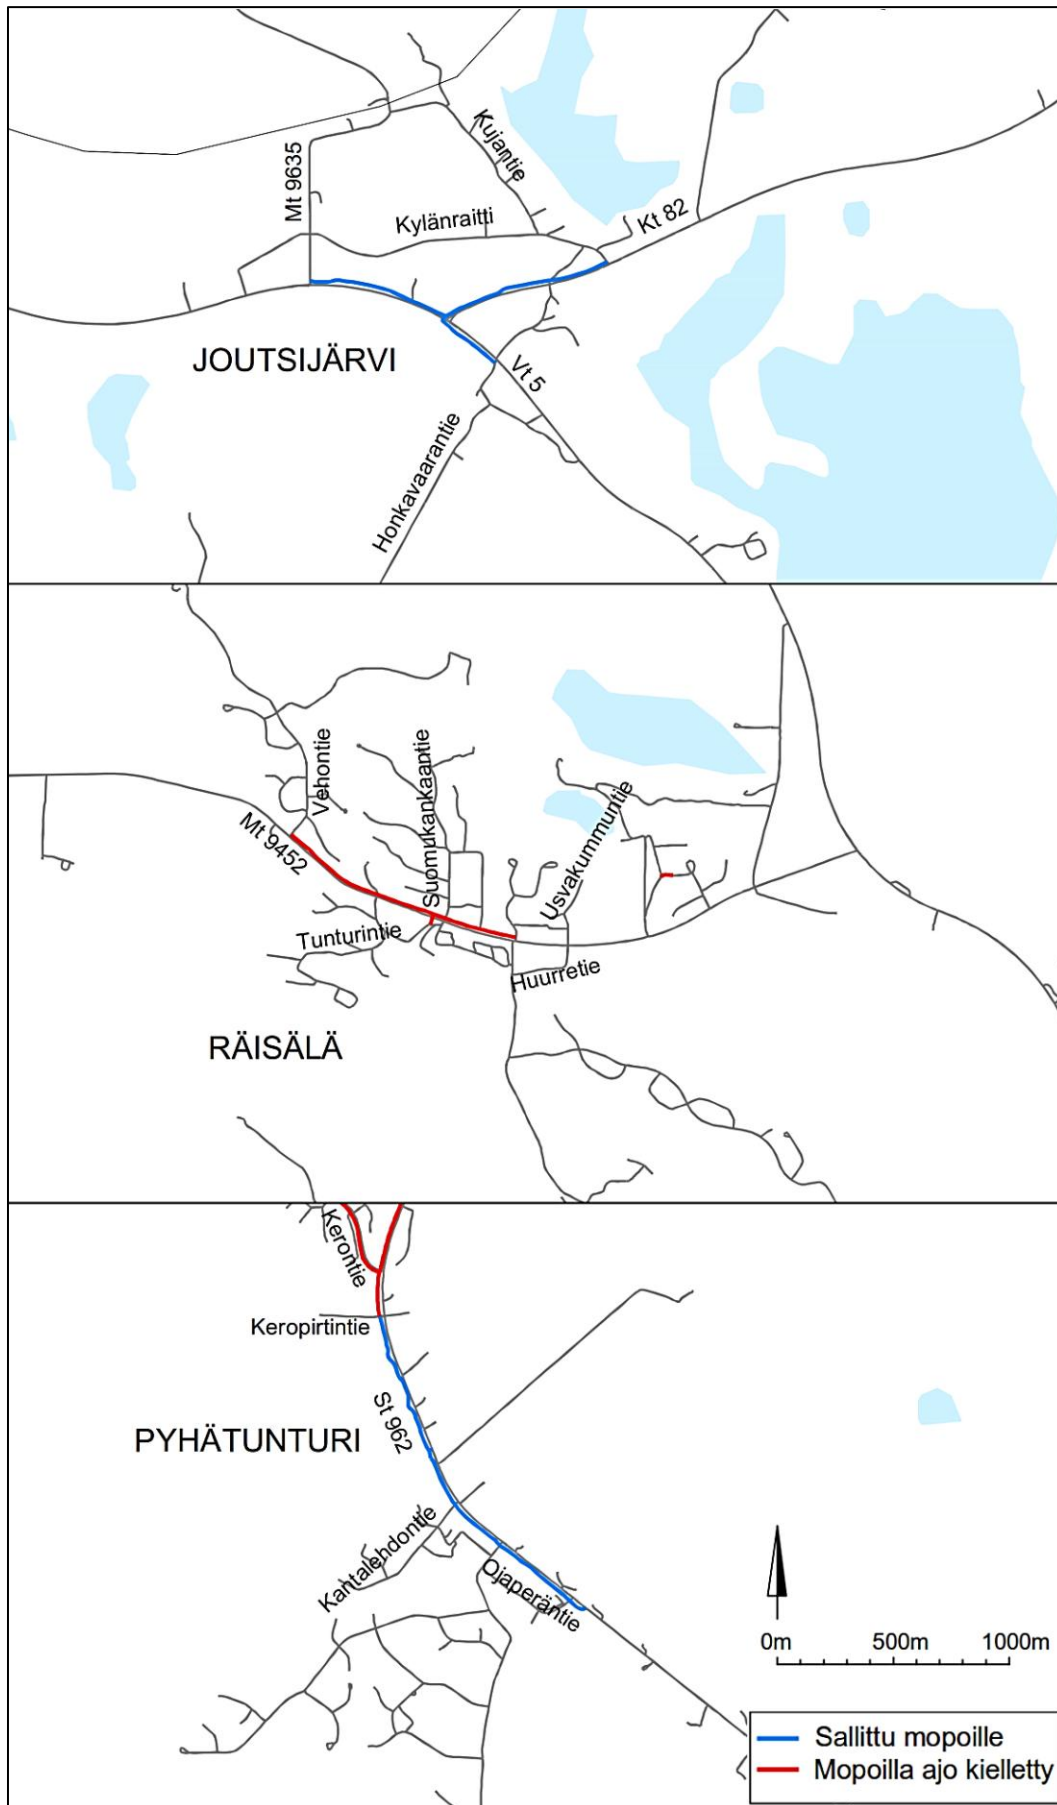 Kujantie
Mt 9635
Kylänraitti
Kt 82
JOUTSIJÄRVI
Vt 5
Honkavaarantie
Vehontie
Suomukankaantie
Usvakummuntie
Mt 9452
Tunturintie
Huurretie
RÄISÄLÄ
Kerontie
Keropirtintie
St 962
PYHÄTUNTURI
Kantalehdontie
Ojaperäntie
0m 500m 1000m
Sallittu mopoille
Mopoilla ajo kielletty